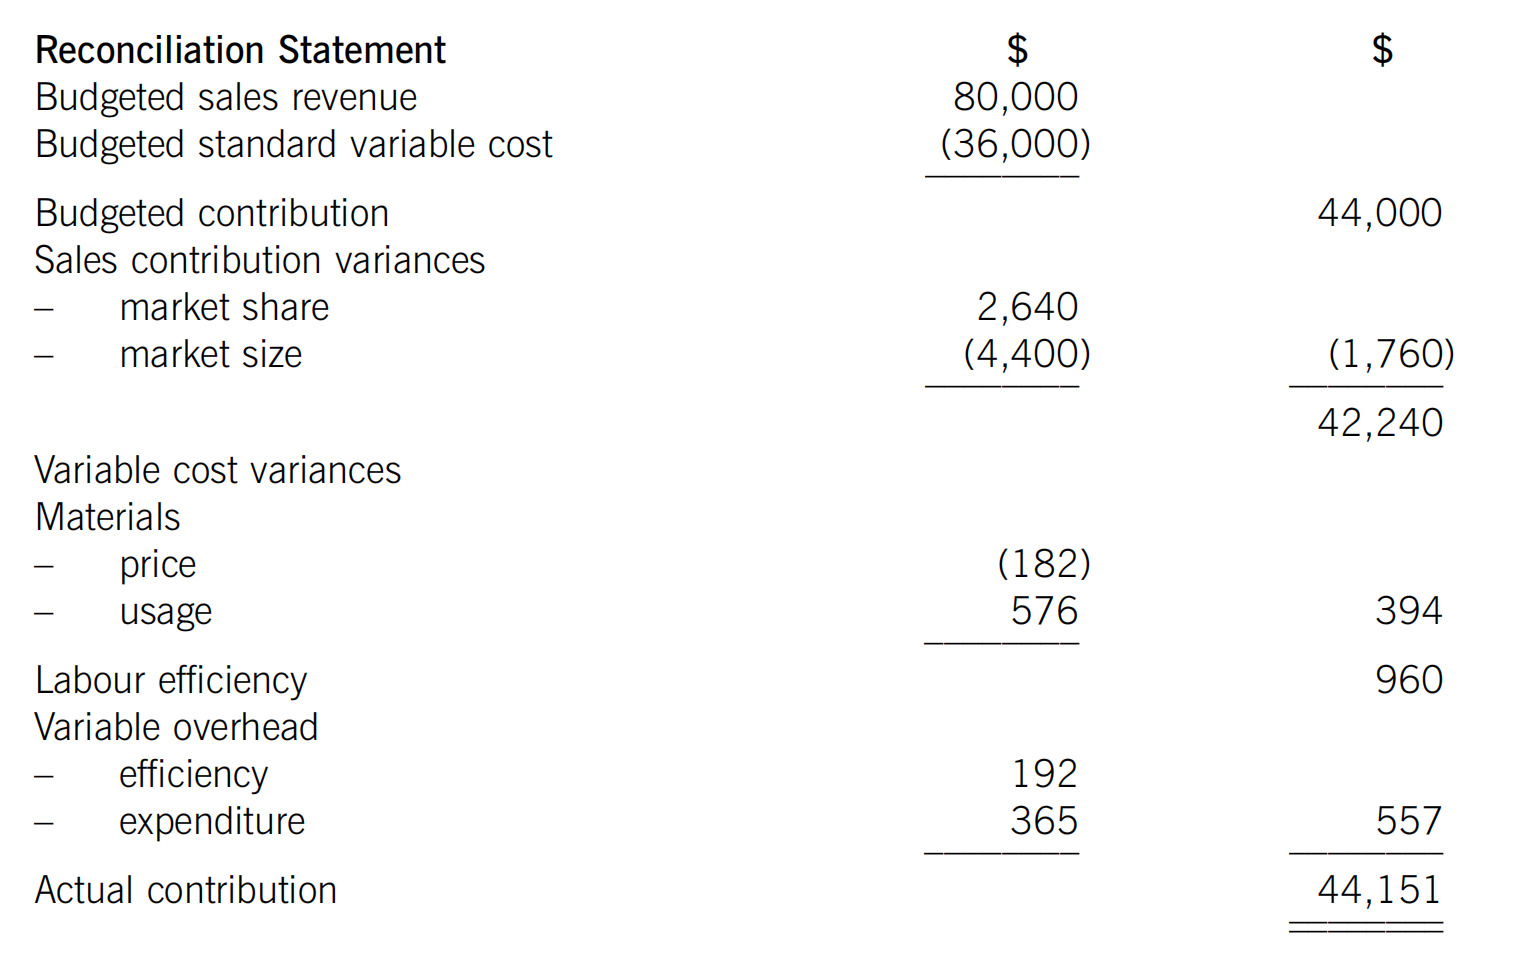 Reconciliation Statement $ $
Budgeted sales revenue 80,000
Budgeted standard variable cost (36,000)
Budgeted contribution 44,000
Sales contribution variances
– market share 2,640
– market size (4,400) (1,760)
42,240
Variable cost variances
Materials
– price (182)
– usage 576 394
Labour efficiency 960
Variable overhead
– efficiency 192
– expenditure 365 557
Actual contribution 44,151